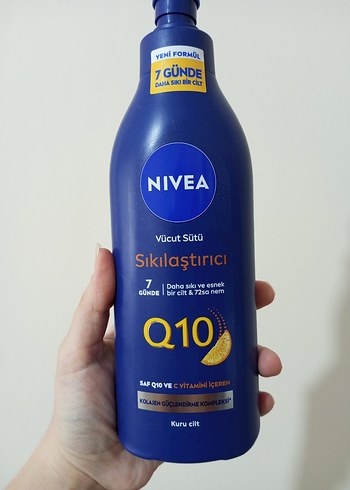 YENİ FORMÜL
7 GÜNDE
DAHA SIKI BİR CİLT
NIVEA
Vücut Sütü
Sıkılaştırıcı
7 GÜNDE
Daha sıkı ve esnek
bir cilt & 72sa nem
Q10
SAF Q10 VE C VİTAMİNİ İÇEREN
KOLAJEN GÜÇLENDİRME KOMPLEKSİ*
Kuru cilt